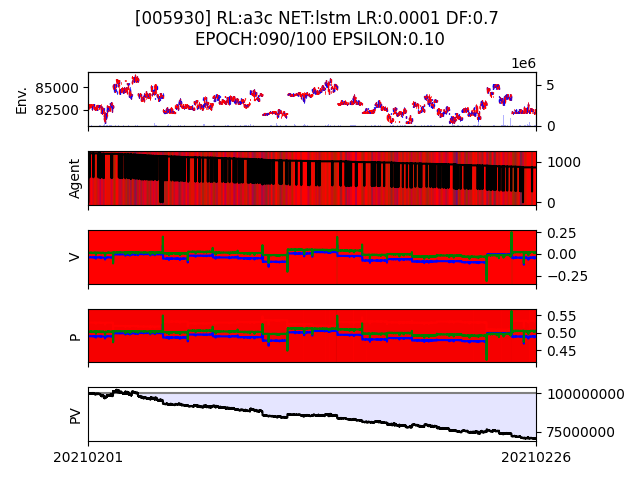 [005930] RL:a3c NET:lstm LR:0.0001 DF:0.7
EPOCH:090/100 EPSILON:0.10
1e6
Env.
85000
82500
5
0
Agent
1000
0
V
0.25
0.00
−0.25
P
0.55
0.50
0.45
PV
100000000
75000000
20210201
20210226